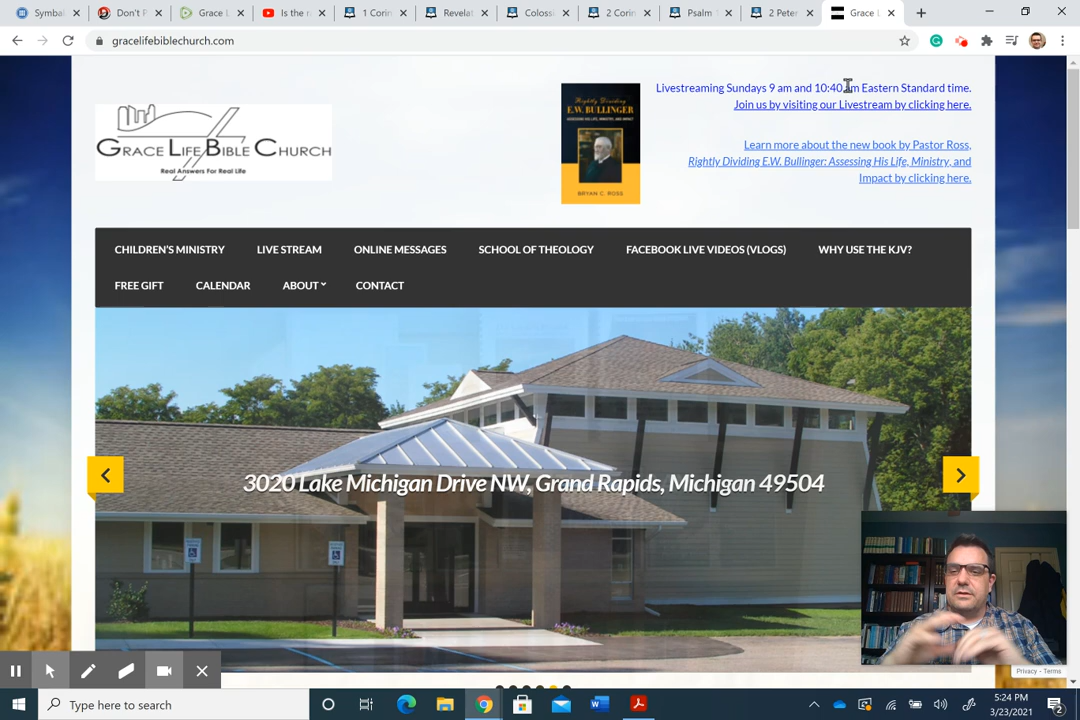 Symbal
Don't P
Grace L
Is the ra
1 Corin
Revelat
Colossi
2 Corin
Psalm 1
2 Peter
Grace L
gracelifebiblechurch.com
Livestreaming Sundays 9 am and 10:40 am Eastern Standard time.
Join us by visiting our Livestream by clicking here.
Rightly Dividing
E.W. BULLINGER
ASSESSING HIS LIFE, MINISTRY, AND IMPACT
BRYAN C. ROSS
Learn more about the new book by Pastor Ross,
Rightly Dividing E.W. Bullinger: Assessing His Life, Ministry, and
Impact by clicking here.
GRACE LIFE BIBLE CHURCH
Real Answers For Real Life
CHILDREN'S MINISTRY
LIVE STREAM
ONLINE MESSAGES
SCHOOL OF THEOLOGY
FACEBOOK LIVE VIDEOS (VLOGS)
WHY USE THE KJV?
FREE GIFT
CALENDAR
ABOUT
CONTACT
3020 Lake Michigan Drive NW, Grand Rapids, Michigan 49504
Privacy - Terms
Type here to search
5:24 PM
3/23/2021
2